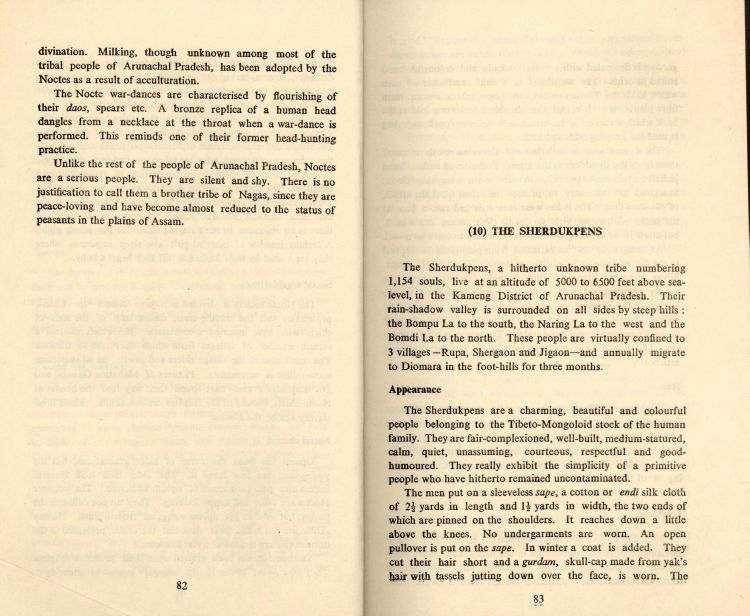 divination. Milking, though unknown among most of the
tribal people of Arunachal Pradesh, has been adopted by the
Noctes as a result of acculturation.
The Nocte war-dances are characterised by flourishing of
their daos, spears etc. A bronze replica of a human head
dangles from a necklace at the throat when a war-dance is
performed. This reminds one of their former head-hunting
practice.
Unlike the rest of the people of Arunachal Pradesh, Noctes
are a serious people. They are silent and shy. There is no
justification to call them a brother tribe of Nagas, since they are
peace-loving and have become almost reduced to the status of
peasants in the plains of Assam.
82
(10) THE SHERDUKPENS
The Sherdukpens, a hitherto unknown tribe numbering
1,154 souls, live at an altitude of 5000 to 6500 feet above sea-
level, in the Kameng District of Arunachal Pradesh. Their
rain-shadow valley is surrounded on all sides by steep hills :
the Bompu La to the south, the Naring La to the west and the
Bomdi La to the north. These people are virtually confined to
3 villages—Rupa, Shergaon and Jigaon—and annually migrate
to Diomara in the foot-hills for three months.
Appearance
The Sherdukpens are a charming, beautiful and colourful
people belonging to the Tibeto-Mongoloid stock of the human
family. They are fair-complexioned, well-built, medium-statured,
calm, quiet, unassuming, courteous, respectful and good-
humoured. They really exhibit the simplicity of a primitive
people who have hitherto remained uncontaminated.
The men put on a sleeveless sape, a cotton or endi silk cloth
of 2½ yards in length and 1½ yards in width, the two ends of
which are pinned on the shoulders. It reaches down a little
above the knees. No undergarments are worn. An open
pullover is put on the sape. In winter a coat is added. They
cut their hair short and a gurdam, skull-cap made from yak's
hair with tassels jutting down over the face, is worn. The
83